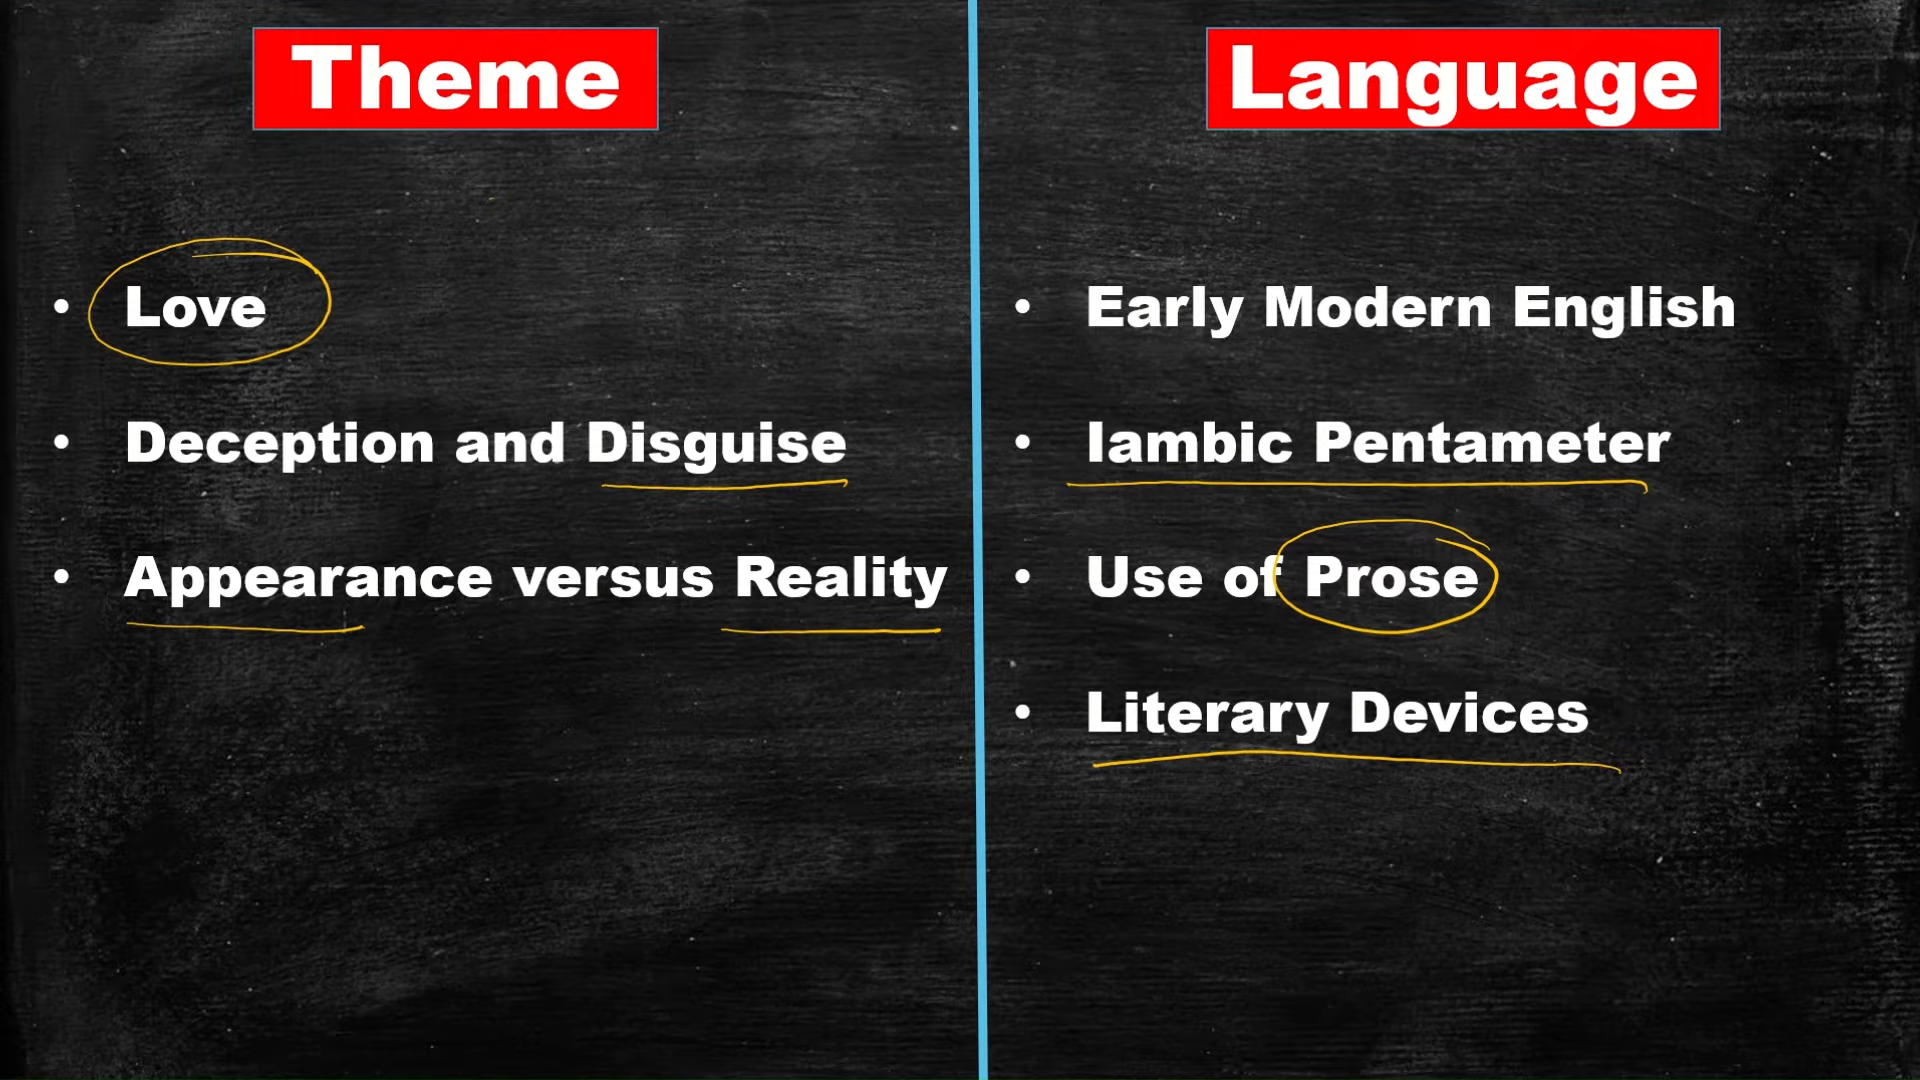 Theme
• Love
• Deception and Disguise
• Appearance versus Reality
Language
• Early Modern English
• Iambic Pentameter
• Use of Prose
• Literary Devices